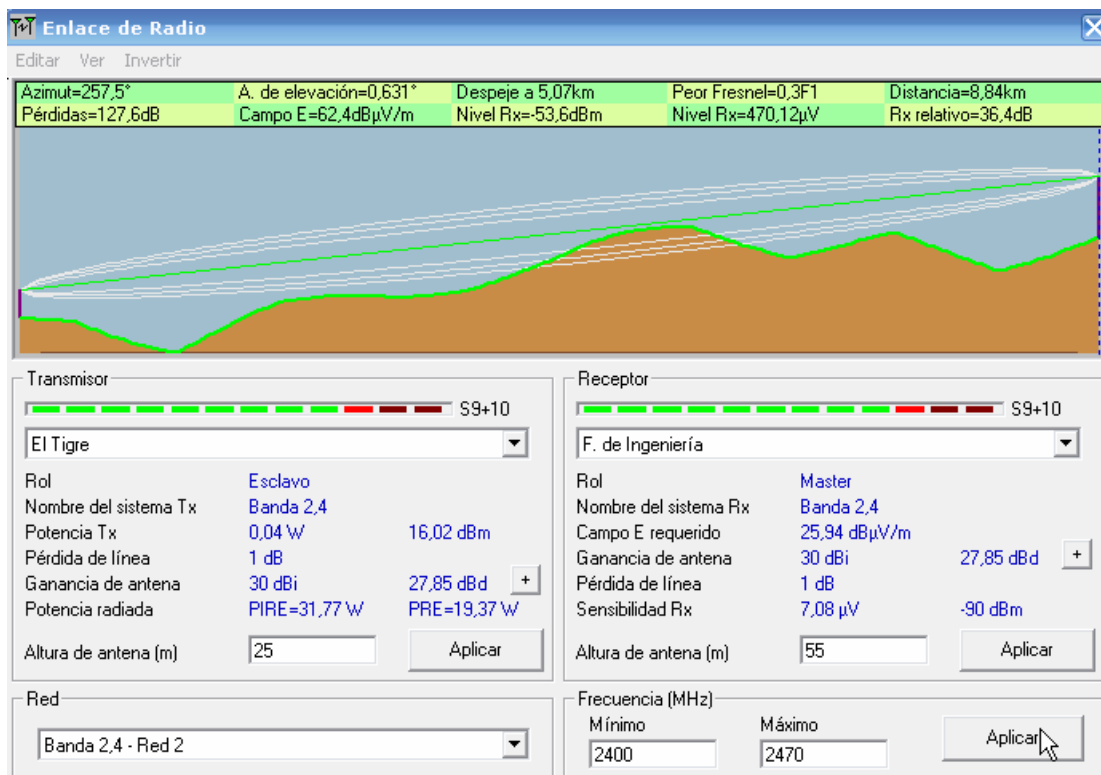 Enlace de Radio
Editar Ver Invertir
Azimut=257,5° A. de elevación=0,631° Despeje a 5,07km Peor Fresnel=0,3F1 Distancia=8,84km
Pérdidas=127,6dB Campo E=62,4dBµV/m Nivel Rx=-53,6dBm Nivel Rx=470,12µV Rx relativo=36,4dB
Transmisor
S9+10
El Tigre
Rol Esclavo
Nombre del sistema Tx Banda 2,4
Potencia Tx 0,04 W 16,02 dBm
Pérdida de línea 1 dB
Ganancia de antena 30 dBi 27,85 dBd +
Potencia radiada PIRE=31,77 W PRE=19,37 W
Altura de antena (m) 25 Aplicar
Receptor
S9+10
F. de Ingeniería
Rol Master
Nombre del sistema Rx Banda 2,4
Campo E requerido 25,94 dBµV/m
Ganancia de antena 30 dBi 27,85 dBd +
Pérdida de línea 1 dB
Sensibilidad Rx 7,08 µV -90 dBm
Altura de antena (m) 55 Aplicar
Red
Banda 2,4 - Red 2
Frecuencia (MHz)
Mínimo Máximo
2400 2470 Aplicar